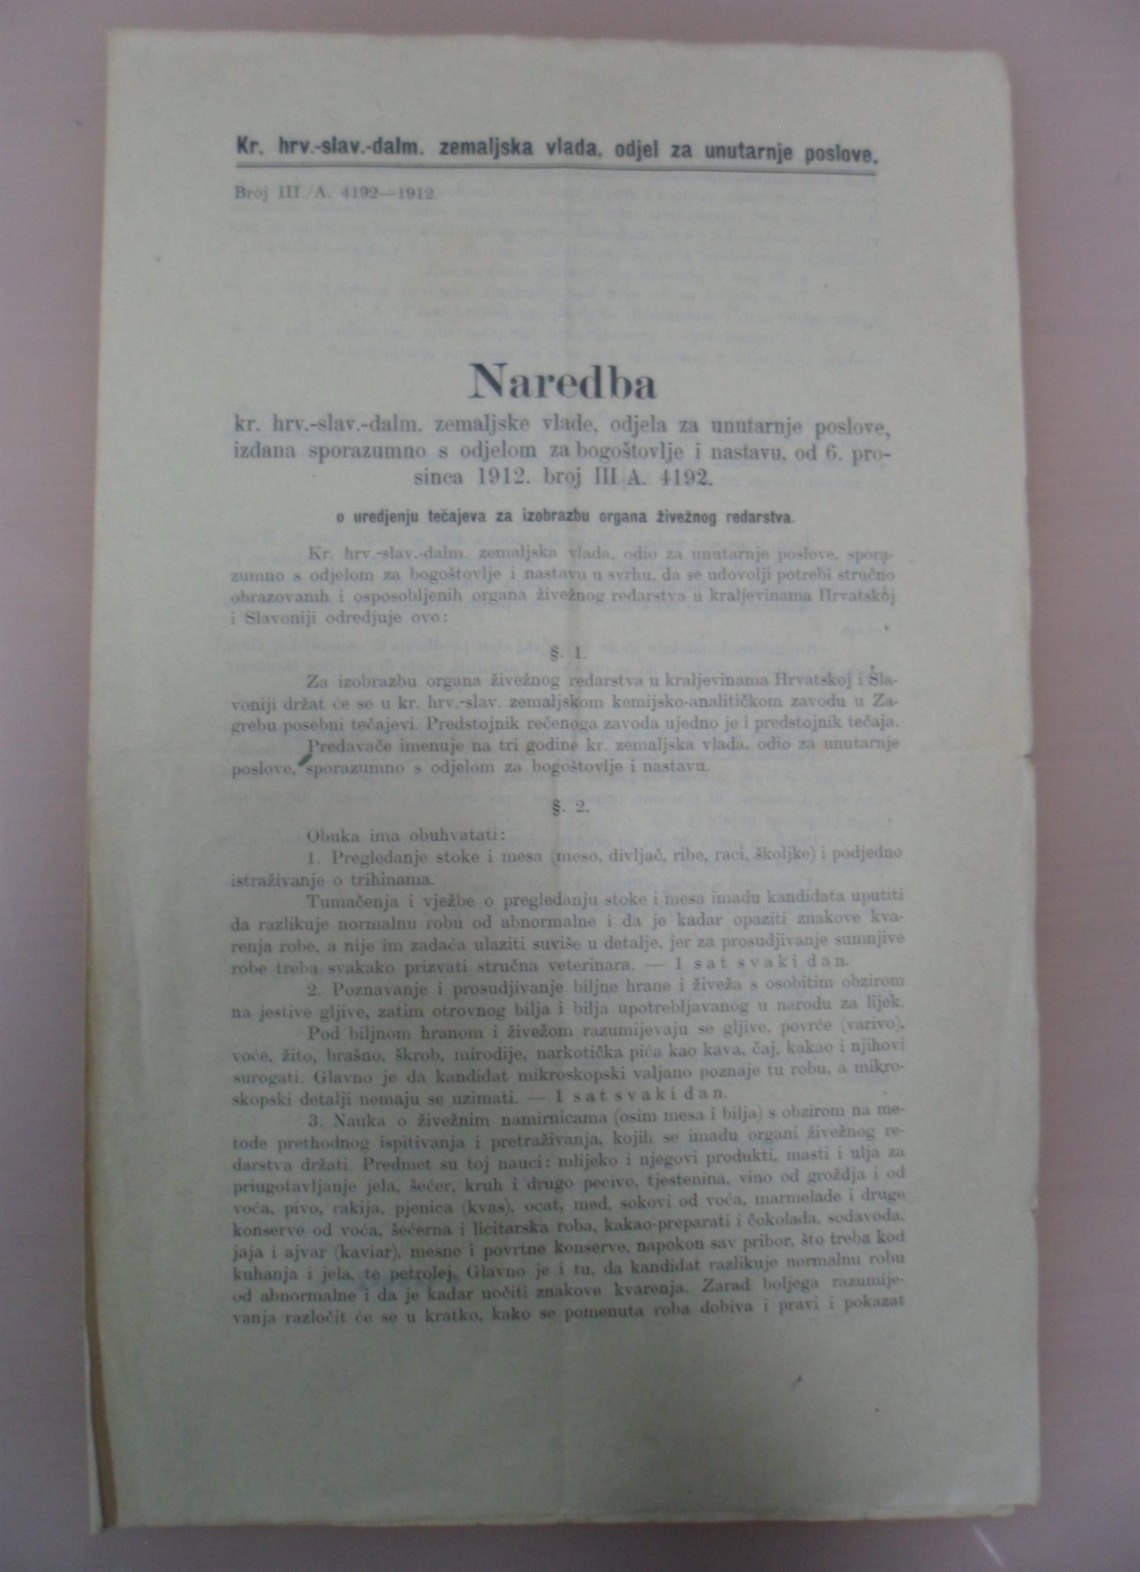 Kr. hrv.-slav.-dalm. zemaljska vlada, odjel za unutarnje poslove.
Broj III./A. 4192—1912.
Naredba
kr. hrv.-slav.-dalm. zemaljske vlade, odjela za unutarnje poslove,
izdana sporazumno s odjelom za bogoštovlje i nastavu, od 6. pro-
sinca 1912. broj III.A. 4192.
o uredjenju tečajeva za izobrazbu organa živežnog redarstva.
Kr. hrv.-slav.-dalm. zemaljska vlada, odio za unutarnje poslove, spora-
zumno s odjelom za bogoštovlje i nastavu u svrhu, da se udovolji potrebi stručno
obrazovanih i osposobljenih organa živežnog redarstva u kraljevinama Hrvatskoj
i Slavoniji odredjuje ovo:
§. 1.
Za izobrazbu organa živežnog redarstva u kraljevinama Hrvatskoj i Sla-
voniji držat će se u kr. hrv.-slav. zemaljskom kemijsko-analitičkom zavodu u Za-
grebu posebni tečajevi. Predstojnik rečenoga zavoda ujedno je i predstojnik tečaja.
Predavače imenuje na tri godine kr. zemaljska vlada, odio za unutarnje
poslove, sporazumno s odjelom za bogoštovlje i nastavu.
§. 2.
Obuka ima obuhvatati:
1. Pregledanje stoke i mesa (meso, divljač, ribe, raci, školjke) i podjedno
istraživanje o trihinama.
Tumačenja i vježbe o pregledanju stoke i mesa imadu kandidata uputiti
da razlikuje normalnu robu od abnormalne i da je kadar opaziti znakove kva-
renja robe, a nije im zadaća ulaziti suviše u detalje, jer za prosudjivanje sumnjive
robe treba svakako prizvati stručna veterinara. — 1 sat svaki dan.
2. Poznavanje i prosudjivanje biljne hrane i živeža s osobitim obzirom
na jestive gljive, zatim otrovnog bilja i bilja upotrebljavanog u narodu za lijek.
Pod biljnom hranom i živežom razumijevaju se gljive, povrće (varivo),
voće, žito, brašno, škrob, mirodije, narkotička pića kao kava, čaj, kakao i njihovi
surogati. Glavno je da kandidat mikroskopski valjano poznaje tu robu, a mikro-
skopski detalji nemaju se uzimati. — 1 sat svaki dan.
3. Nauka o živežnim namirnicama (osim mesa i bilja) s obzirom na me-
tode prethodnog ispitivanja i pretraživanja, kojih se imadu organi živežnog re-
darstva držati. Predmet su toj nauci: mlijeko i njegovi produkti, masti i ulja za
priugotavljanje jela, šećer, kruh i drugo pecivo, tjestenina, vino od groždja i od
voća, pivo, rakija, pjenica (kvas), ocat, med, sokovi od voća, marmelade i druge
konserve od voća, šećerna i licitarska roba, kakao-preparati i čokolada, sodavoda,
jaja i ajvar (kaviar), mesne i povrtne konserve, napokon sav pribor, što treba kod
kuhanja i jela, te petrolej. Glavno je i tu, da kandidat razlikuje normalnu robu
od abnormalne i da je kadar uočiti znakove kvarenja. Zarad boljega razumije-
vanja razločit će se u kratko, kako se pomenuta roba dobiva i pravi i pokazat